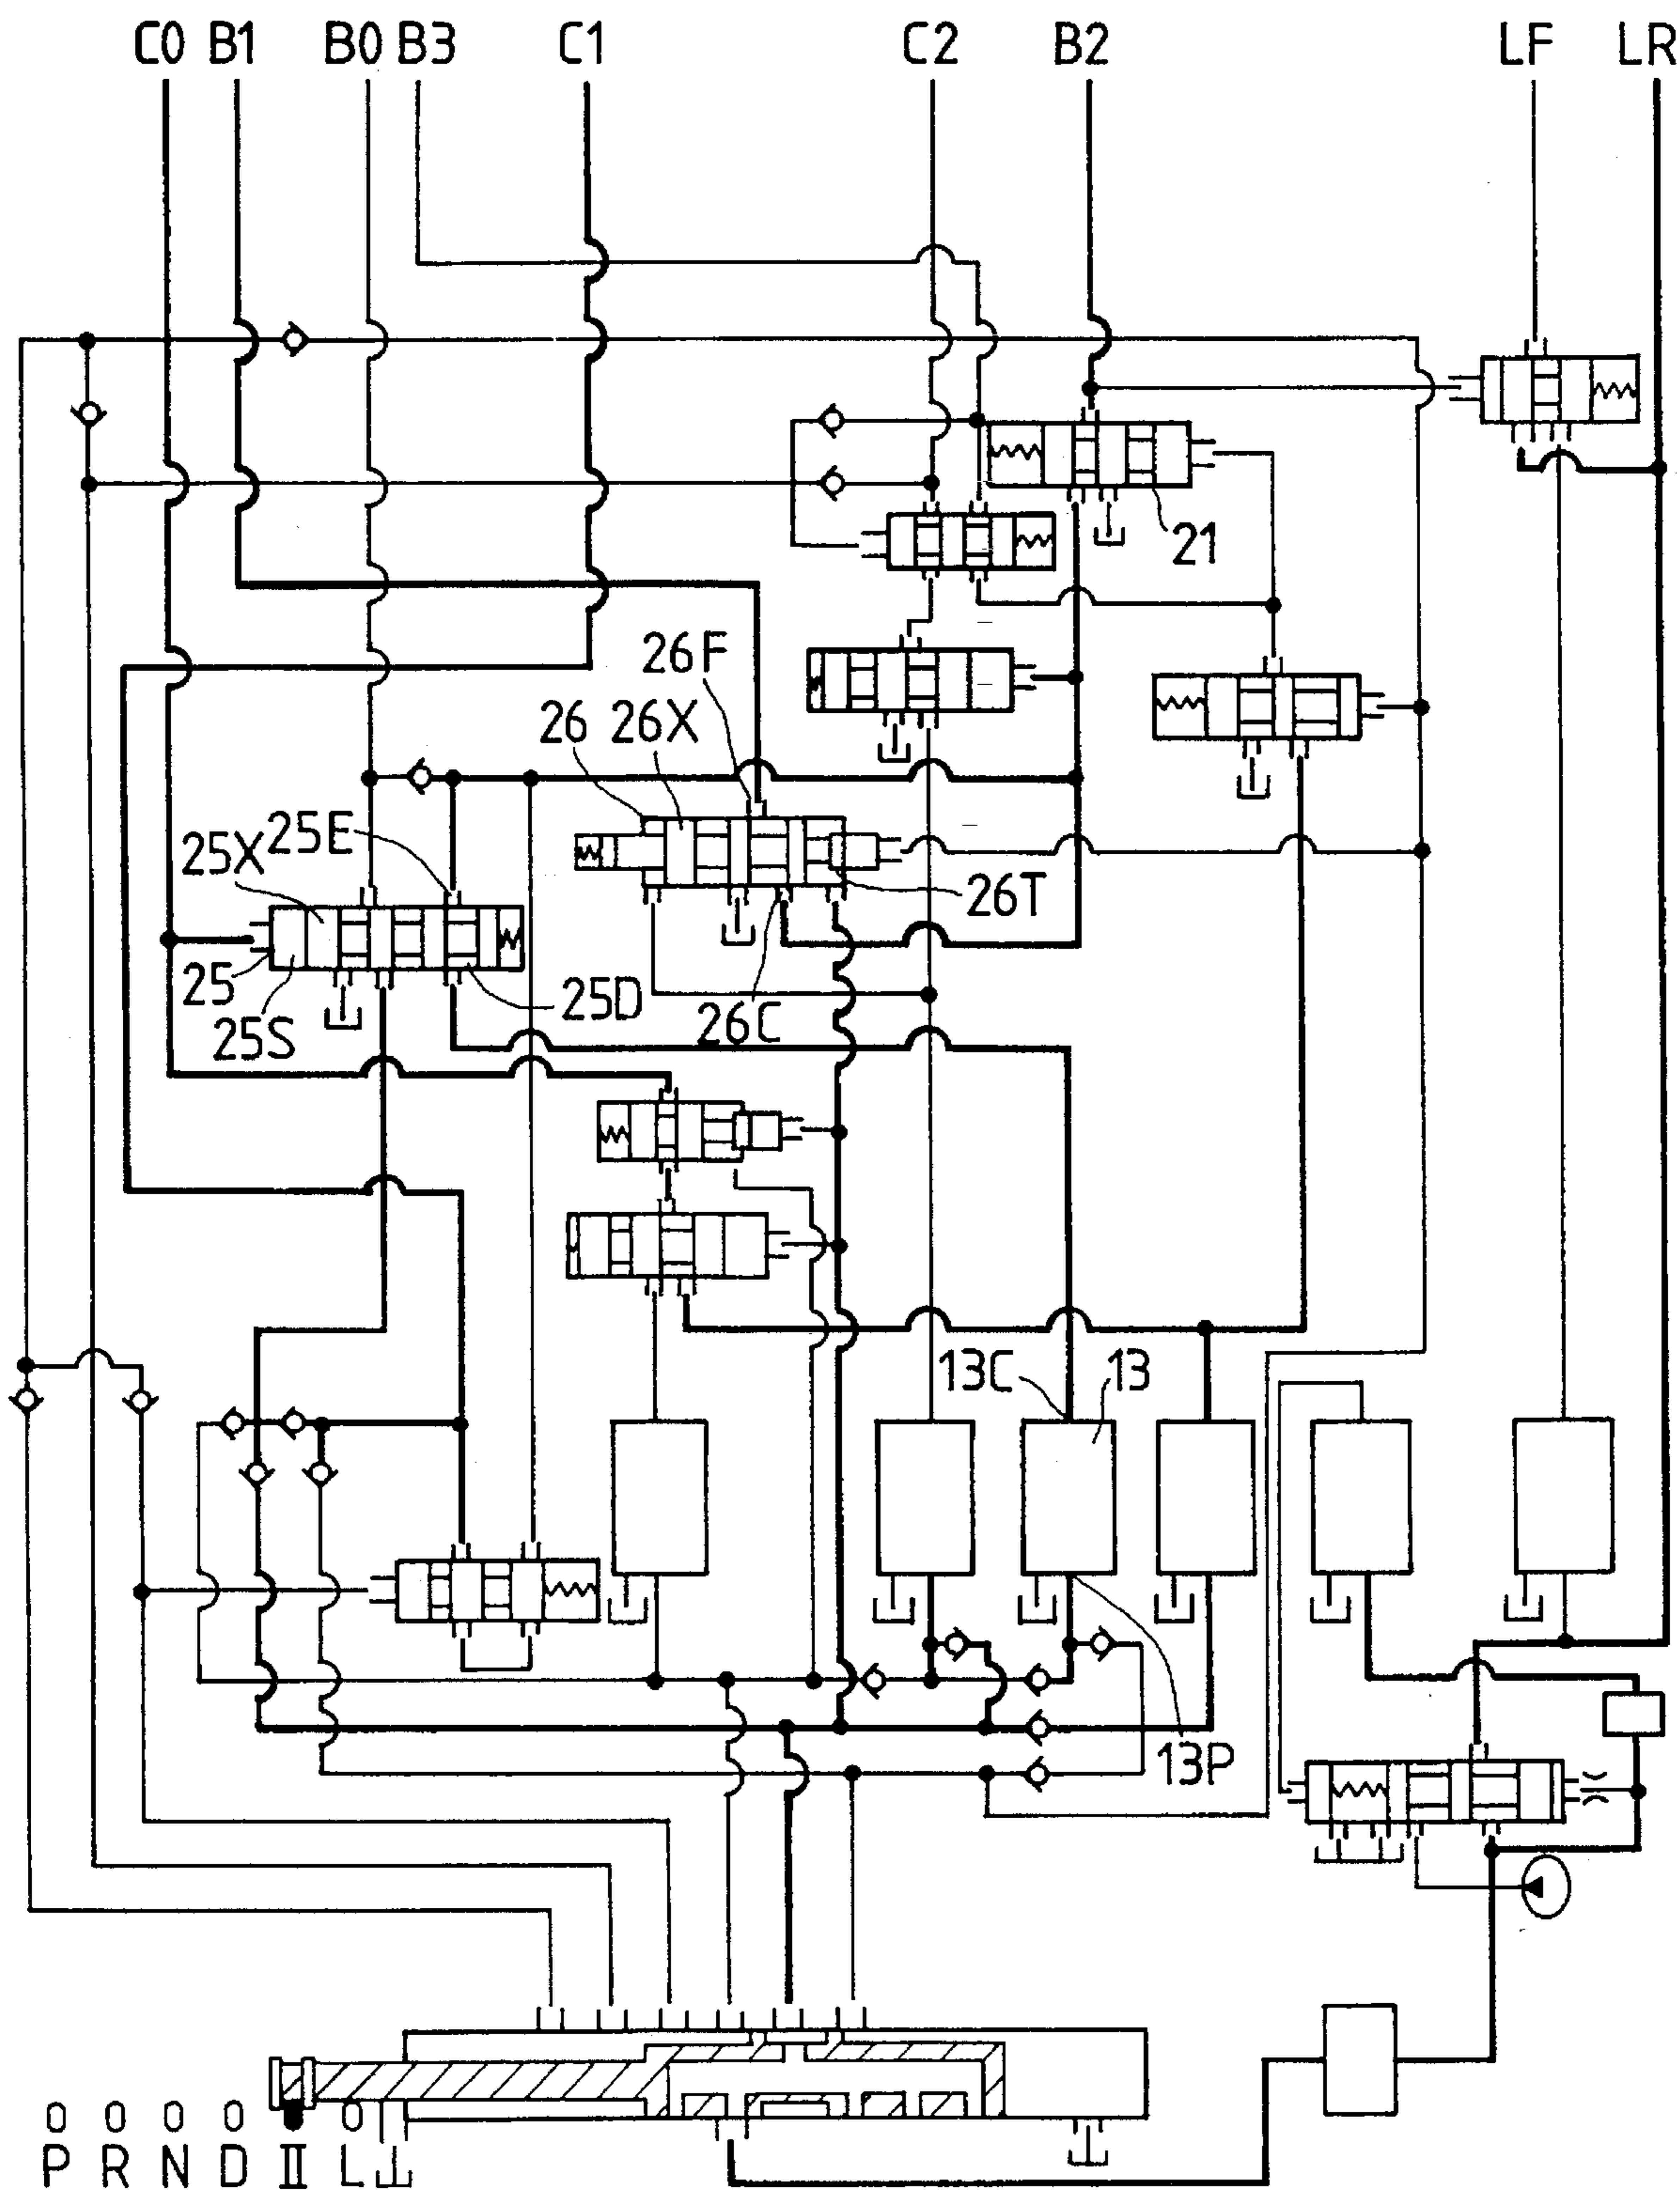 C0 B1 B0 B3 C1 C2 B2 LF LR
21
26F
26 26X
25X 25E
26T
25 25D
25S 26C
13C 13
13P
P R N D II L